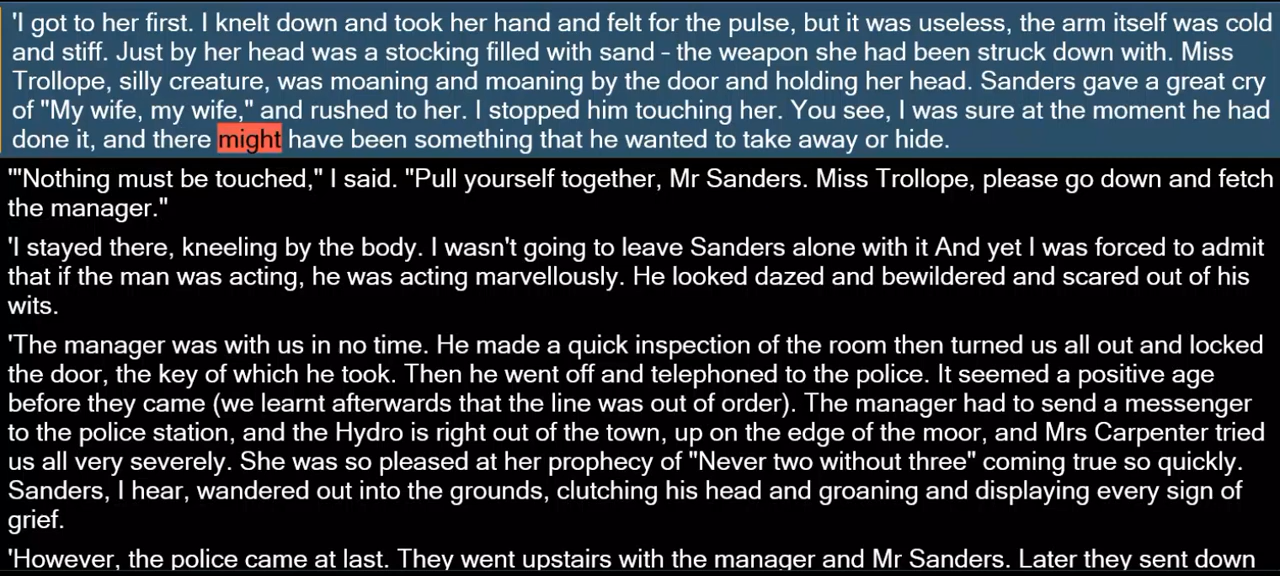 'I got to her first. I knelt down and took her hand and felt for the pulse, but it was useless, the arm itself was cold
and stiff. Just by her head was a stocking filled with sand - the weapon she had been struck down with. Miss
Trollope, silly creature, was moaning and moaning by the door and holding her head. Sanders gave a great cry
of "My wife, my wife," and rushed to her. I stopped him touching her. You see, I was sure at the moment he had
done it, and there might have been something that he wanted to take away or hide.
'"Nothing must be touched," I said. "Pull yourself together, Mr Sanders. Miss Trollope, please go down and fetch
the manager."
'I stayed there, kneeling by the body. I wasn't going to leave Sanders alone with it And yet I was forced to admit
that if the man was acting, he was acting marvellously. He looked dazed and bewildered and scared out of his
wits.
'The manager was with us in no time. He made a quick inspection of the room then turned us all out and locked
the door, the key of which he took. Then he went off and telephoned to the police. It seemed a positive age
before they came (we learnt afterwards that the line was out of order). The manager had to send a messenger
to the police station, and the Hydro is right out of the town, up on the edge of the moor, and Mrs Carpenter tried
us all very severely. She was so pleased at her prophecy of "Never two without three" coming true so quickly.
Sanders, I hear, wandered out into the grounds, clutching his head and groaning and displaying every sign of
grief.
'However, the police came at last. They went upstairs with the manager and Mr Sanders. Later they sent down